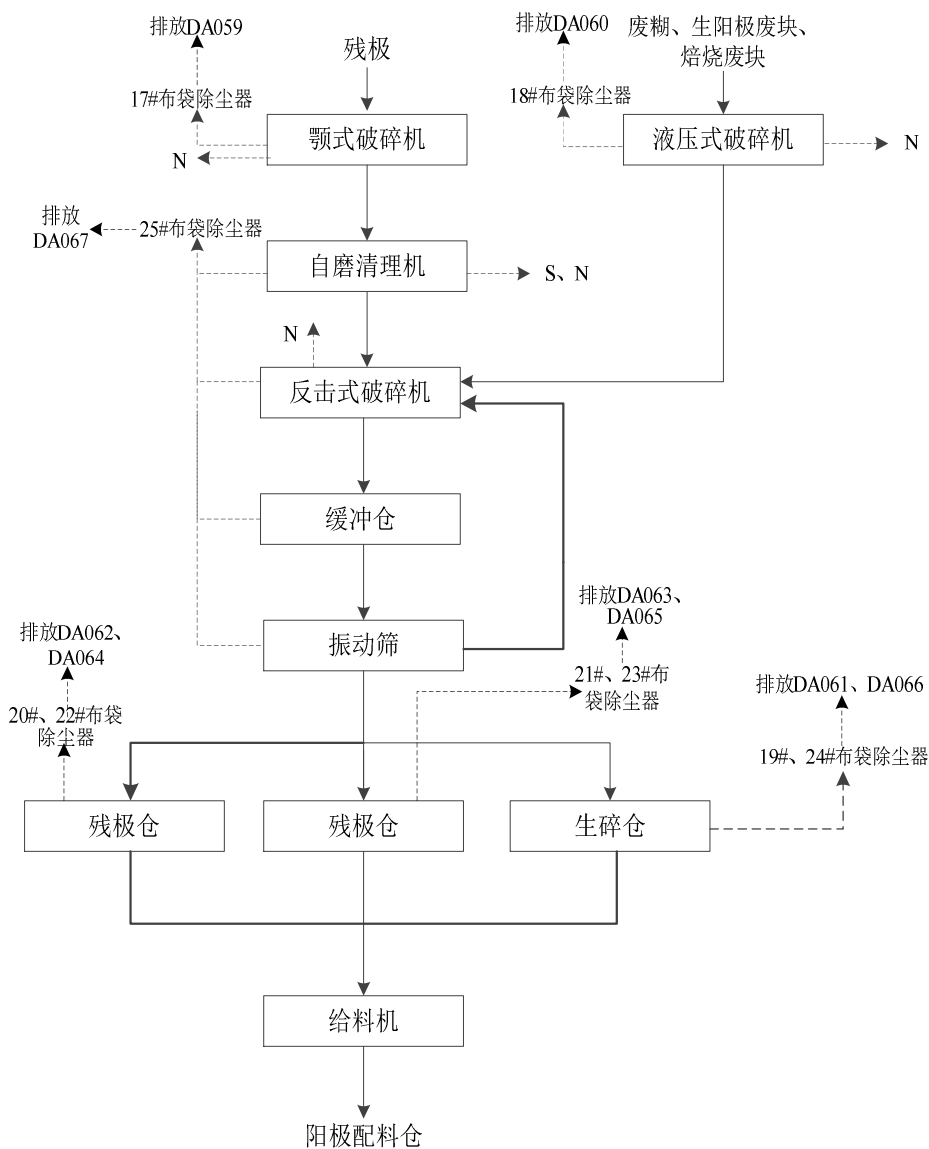 排放DA059
残极
17#布袋除尘器
颚式破碎机
N
排放DA060
废糊、生阳极废块、
焙烧废块
18#布袋除尘器
液压式破碎机
N
排放
DA067
25#布袋除尘器
自磨清理机
S、N
N
反击式破碎机
缓冲仓
振动筛
排放DA062、
DA064
20#、22#布袋
除尘器
排放DA063、
DA065
21#、23#布
袋除尘器
排放DA061、DA066
19#、24#布袋除尘器
残极仓
残极仓
生碎仓
给料机
阳极配料仓